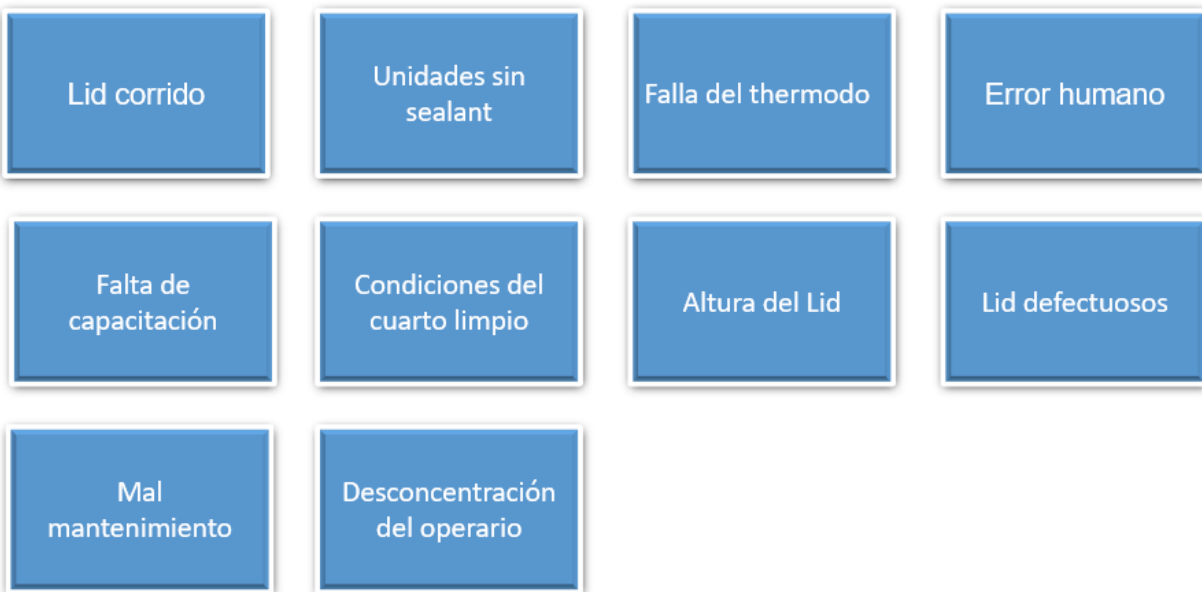 Lid corrido
Unidades sin
sealant
Falla del thermodo
Error humano
Falta de
capacitación
Condiciones del
cuarto limpio
Altura del Lid
Lid defectuosos
Mal
mantenimiento
Desconcentración
del operario